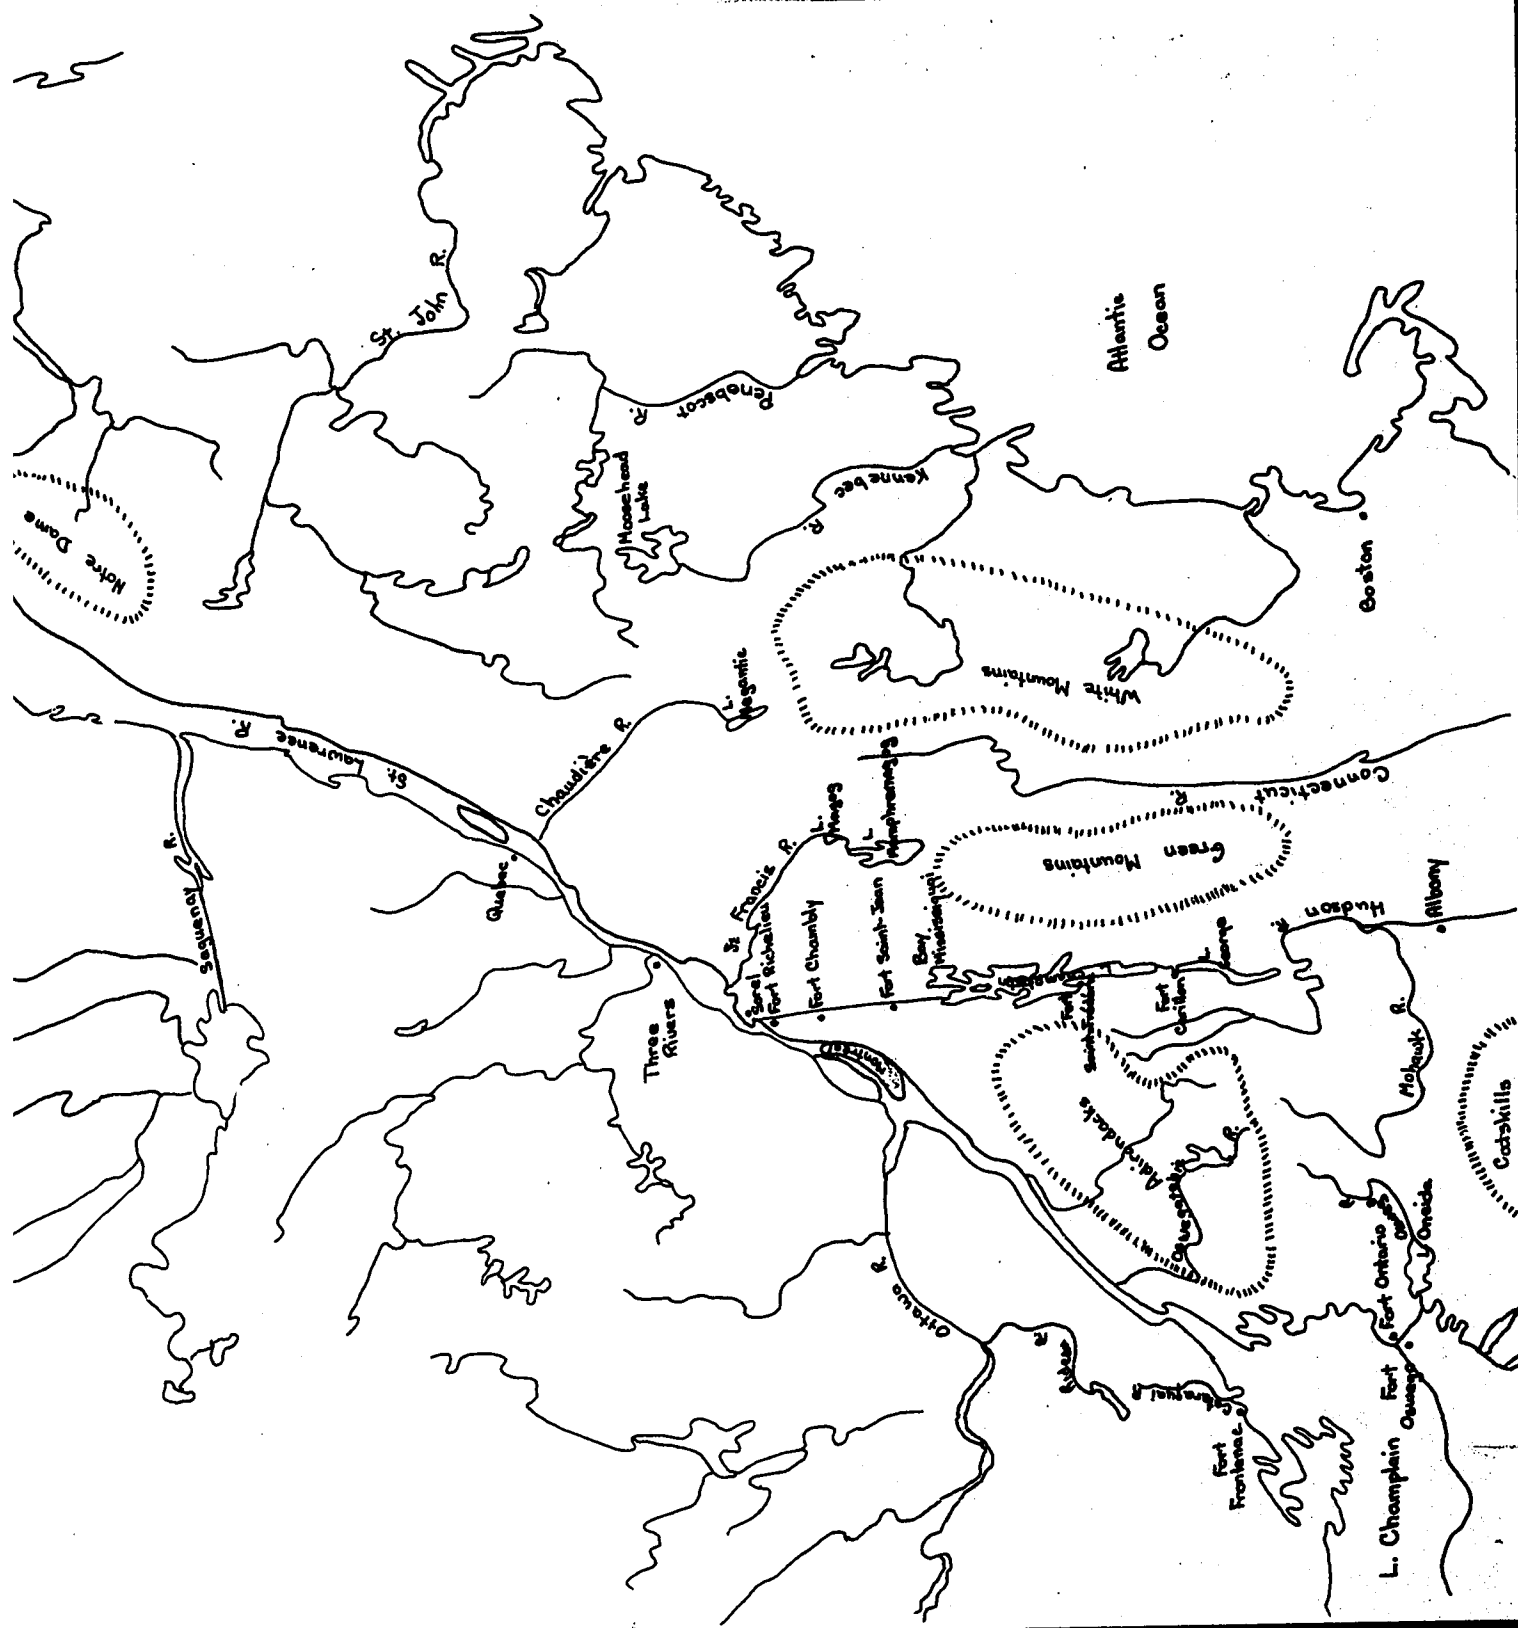 Notre Dame
St. John R.
Penobscot R.
Moosehead
Lake
Kennebec R.
Atlantic
Ocean
Boston
White Mountains
St. Lawrence R.
Saguenay R.
Chaudière R.
L.
Megantic
Quebec
St Francis R.
L.
Magog
L
Memphremagog
Three
Rivers
Sorel
Fort Richelieu
Fort Chambly
Fort Saint-Jean
Bay
Missisiquoi
Green Mountains
Connecticut R.
L Champlain
Fort
Saint-Frédéric
Fort
Carillon
L
George
Hudson R.
Albany
Mohawk R.
Montreal
Adirondacks
Oswegatchie R.
Catskills
Ottawa R.
Rideau R.
Cataraqui R.
Fort
Frontenac
L. Champlain
Fort
Oswego
Fort Ontario
L Oneida